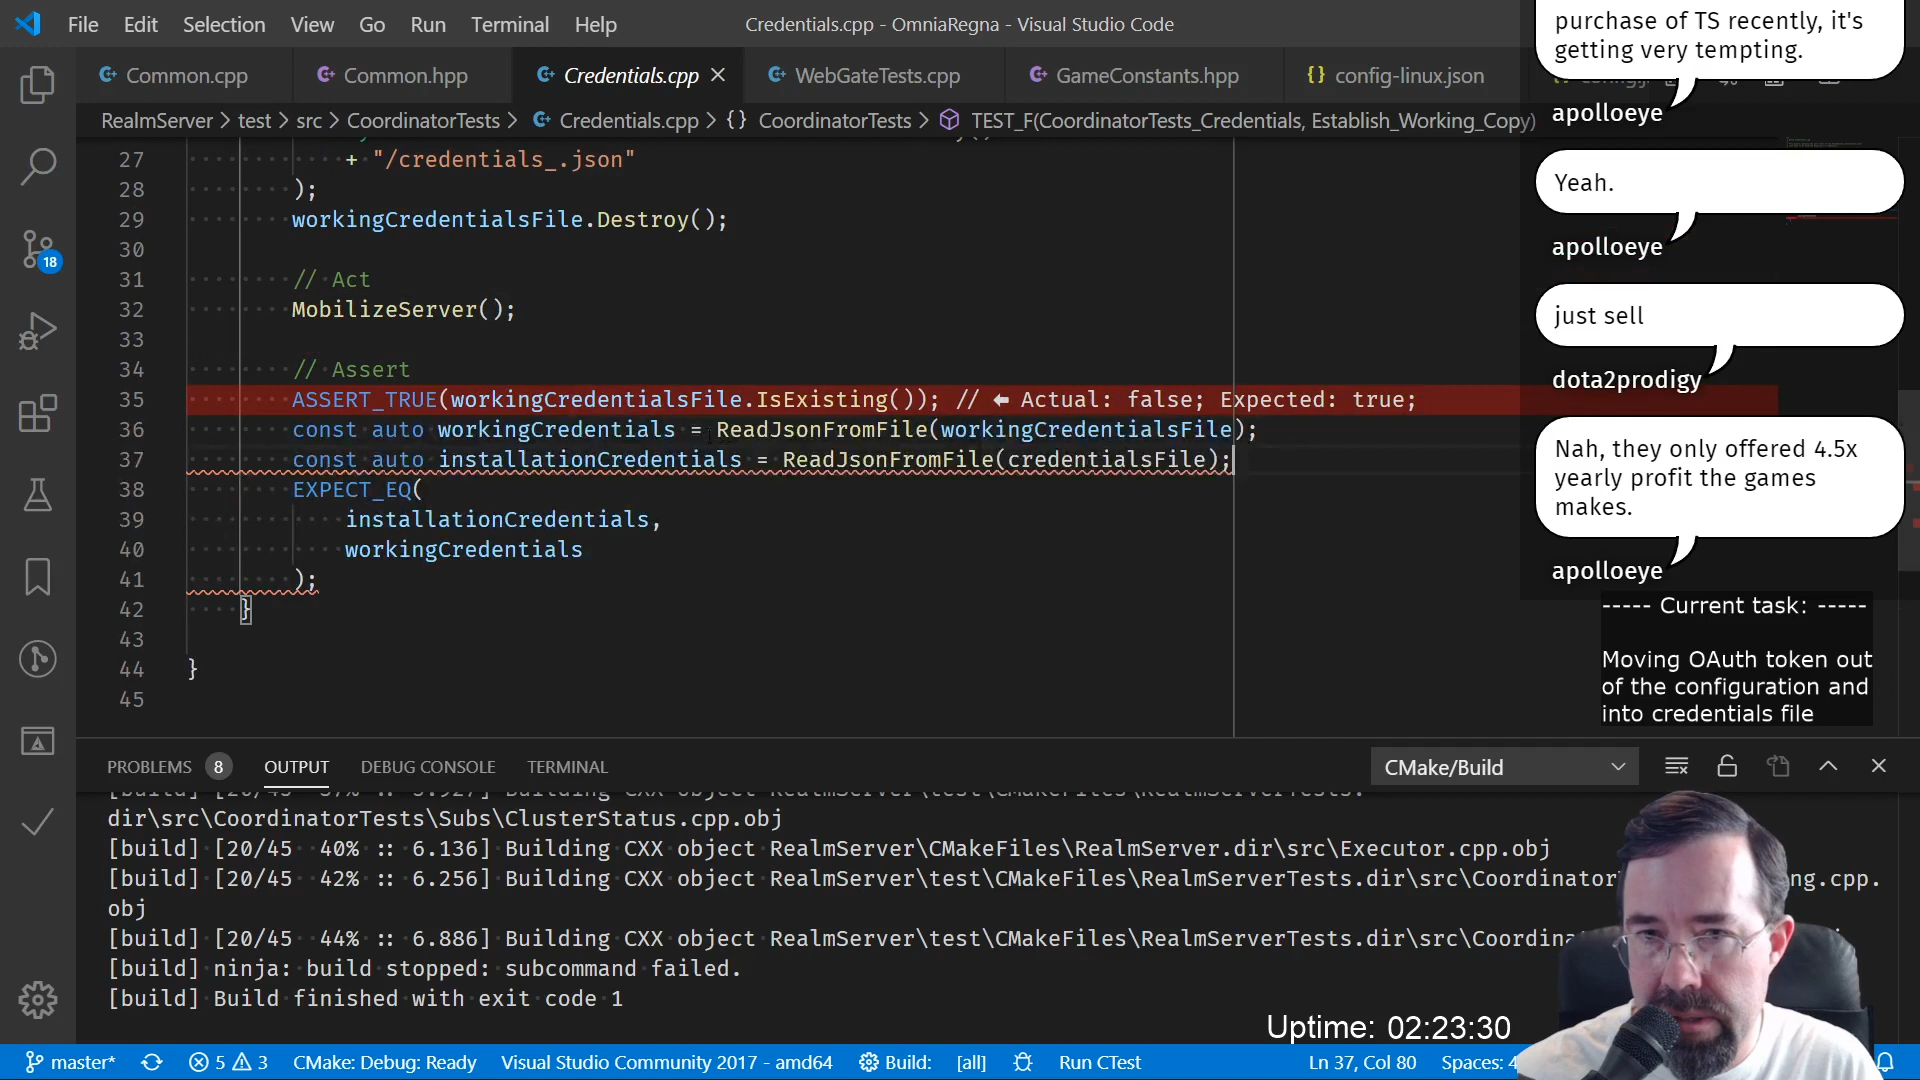 File Edit Selection View Go Run Terminal Help
Credentials.cpp - OmniaRegna - Visual Studio Code
Common.cpp
Common.hpp
Credentials.cpp
WebGateTests.cpp
GameConstants.hpp
config-linux.json
RealmServer > test > src > CoordinatorTests > Credentials.cpp > {} CoordinatorTests > TEST_F(CoordinatorTests_Credentials, Establish_Working_Copy)
27 + "/credentials_.json"
28 );
29 workingCredentialsFile.Destroy();
30
31 // Act
32 MobilizeServer();
33
34 // Assert
35 ASSERT_TRUE(workingCredentialsFile.IsExisting()); // ⬅ Actual: false; Expected: true;
36 const auto workingCredentials = ReadJsonFromFile(workingCredentialsFile);
37 const auto installationCredentials = ReadJsonFromFile(credentialsFile);
38 EXPECT_EQ(
39 installationCredentials,
40 workingCredentials
41 );
42 }
43
44 }
45
purchase of TS recently, it's
getting very tempting.
apolloeye
Yeah.
apolloeye
just sell
dota2prodigy
Nah, they only offered 4.5x
yearly profit the games
makes.
apolloeye
----- Current task: -----
Moving OAuth token out
of the configuration and
into credentials file
18
PROBLEMS 8 OUTPUT DEBUG CONSOLE TERMINAL
CMake/Build
dir\src\CoordinatorTests\Subs\ClusterStatus.cpp.obj
[build] [20/45 40% :: 6.136] Building CXX object RealmServer\CMakeFiles\RealmServer.dir\src\Executor.cpp.obj
[build] [20/45 42% :: 6.256] Building CXX object RealmServer\test\CMakeFiles\RealmServerTests.dir\src\Coordinator ng.cpp.
obj
[build] [20/45 44% :: 6.886] Building CXX object RealmServer\test\CMakeFiles\RealmServerTests.dir\src\Coordina
[build] ninja: build stopped: subcommand failed.
[build] Build finished with exit code 1
Uptime: 02:23:30
master* 5 3 CMake: Debug: Ready Visual Studio Community 2017 - amd64 Build: [all] Run CTest Ln 37, Col 80 Spaces: 4